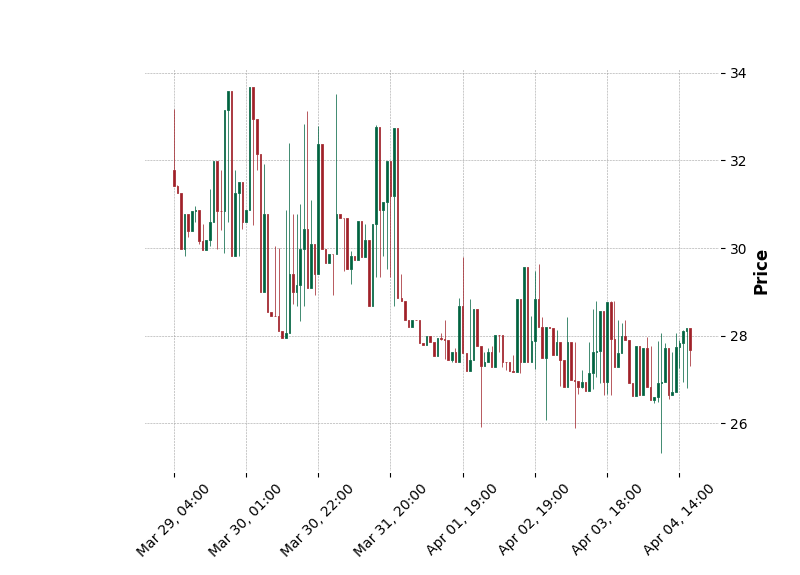 34
32
30
28
26
Price
Mar 29, 04:00
Mar 30, 01:00
Mar 30, 22:00
Mar 31, 20:00
Apr 01, 19:00
Apr 02, 19:00
Apr 03, 18:00
Apr 04, 14:00